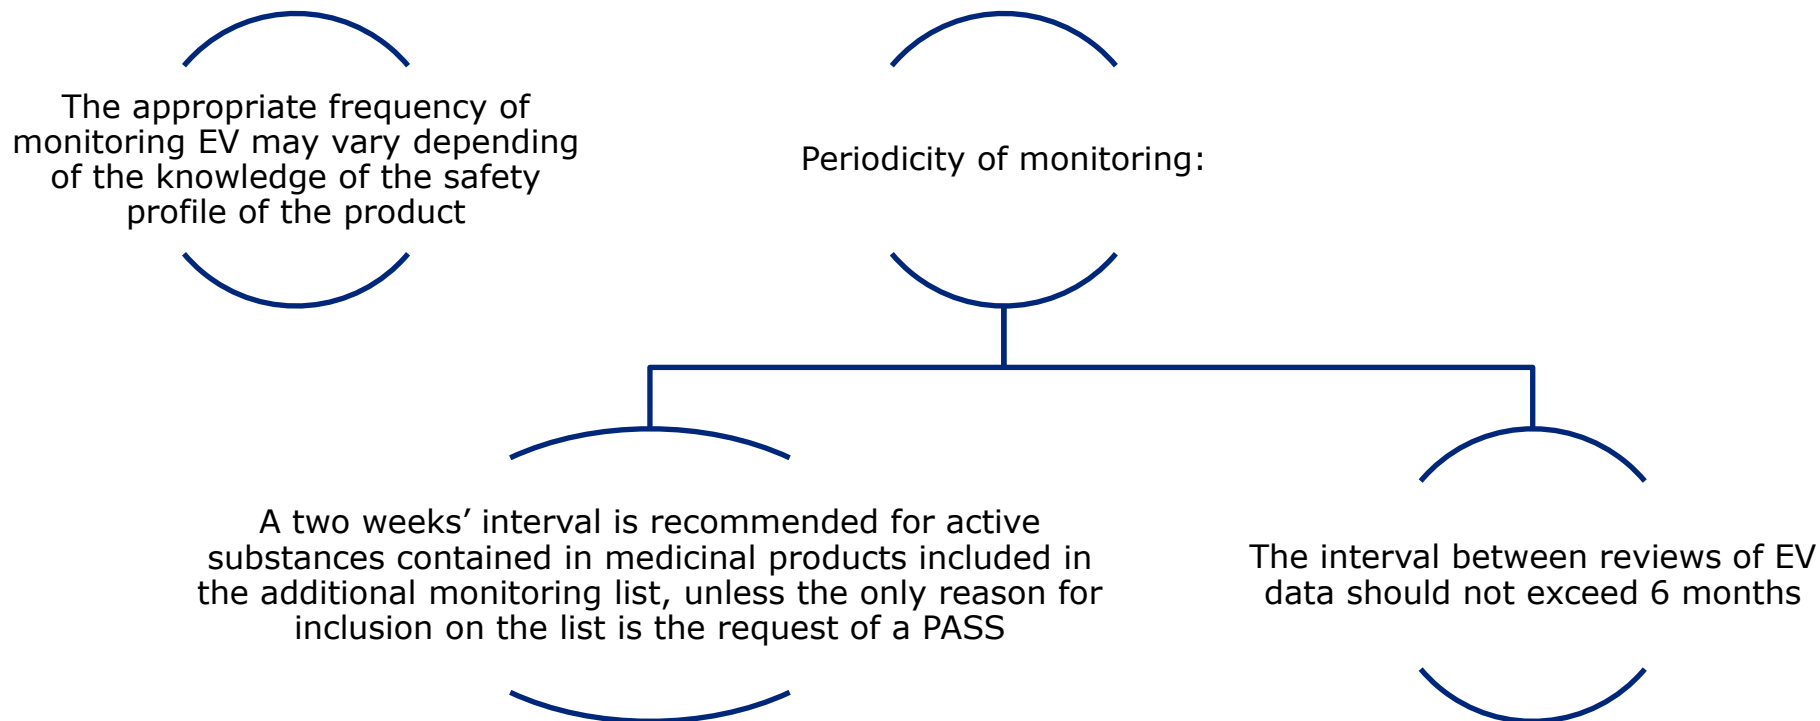 The appropriate frequency of
monitoring EV may vary depending
of the knowledge of the safety
profile of the product
Periodicity of monitoring:
A two weeks’ interval is recommended for active
substances contained in medicinal products included in
the additional monitoring list, unless the only reason for
inclusion on the list is the request of a PASS
The interval between reviews of EV
data should not exceed 6 months